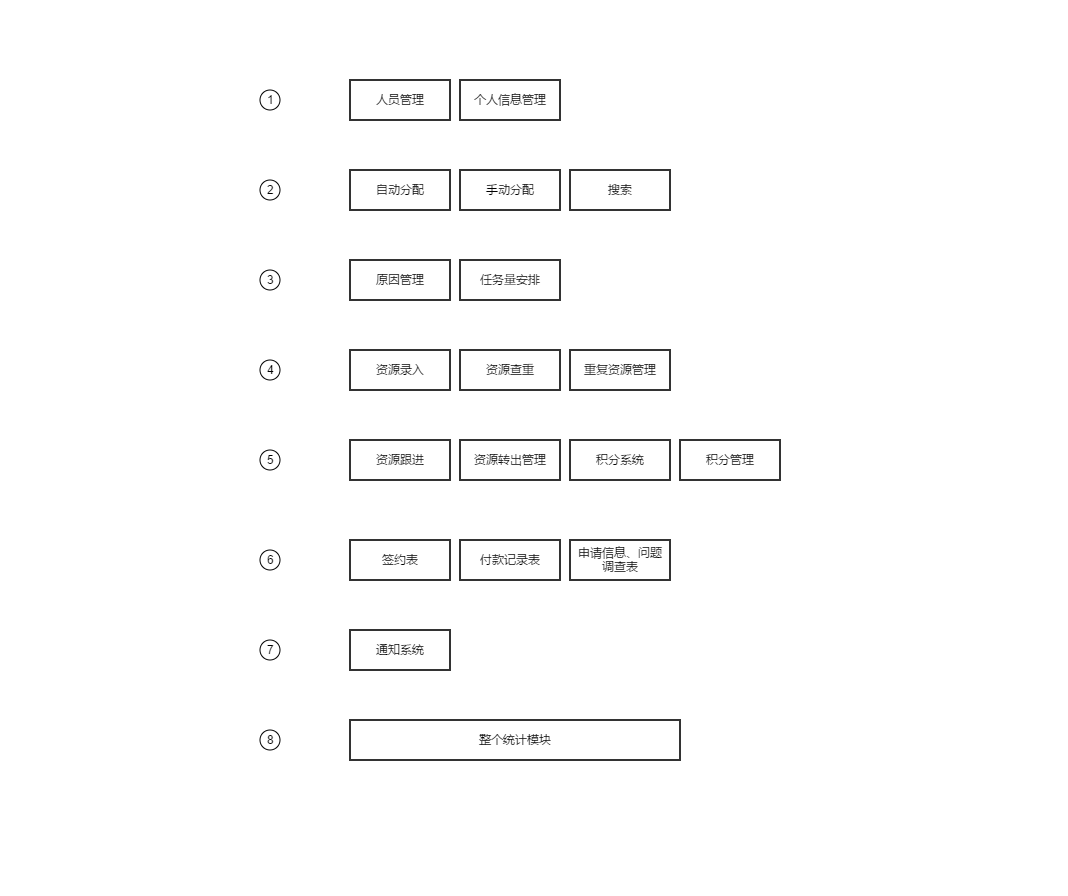 1 人员管理 个人信息管理
2 自动分配 手动分配 搜索
3 原因管理 任务量安排
4 资源录入 资源查重 重复资源管理
5 资源跟进 资源转出管理 积分系统 积分管理
6 签约表 付款记录表 申请信息、问题
调查表
7 通知系统
8 整个统计模块